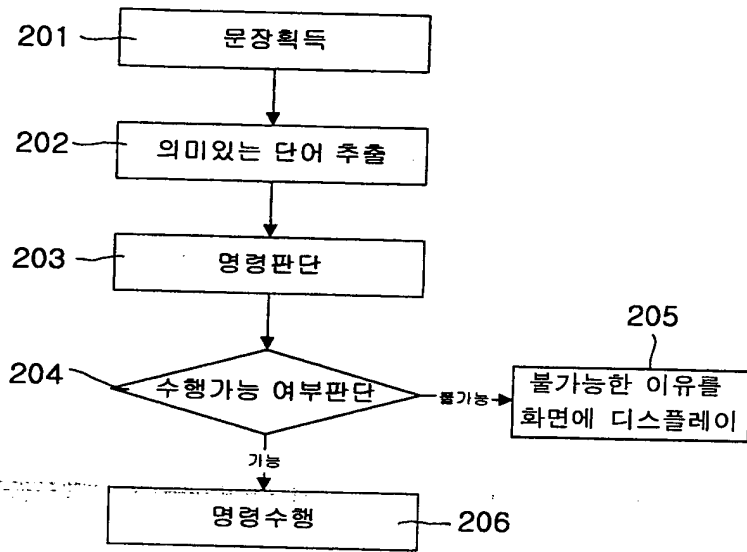 201
문장획득
202
의미있는 단어 추출
203
명령판단
205
204
수행가능 여부판단
불가능
불가능한 이유를
화면에 디스플레이
가능
명령수행
206